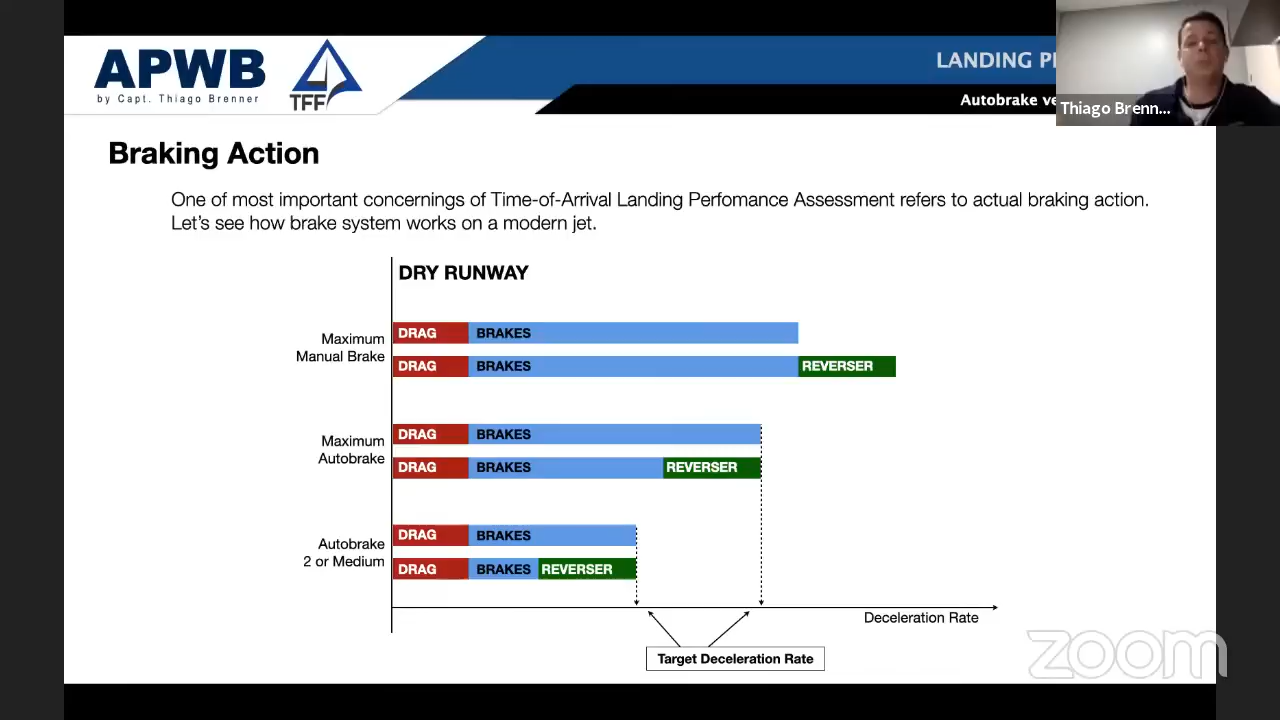 APWB
by Capt. Thiago Brenner
TFF
LANDING
Autobrake
Thiago Brenn...
Braking Action
One of most important concernings of Time-of-Arrival Landing Perfomance Assessment refers to actual braking action.
Let's see how brake system works on a modern jet.
DRY RUNWAY
Maximum
Manual Brake
DRAG BRAKES
DRAG BRAKES REVERSER
Maximum
Autobrake
DRAG BRAKES
DRAG BRAKES REVERSER
Autobrake
2 or Medium
DRAG BRAKES
DRAG BRAKES REVERSER
Deceleration Rate
Target Deceleration Rate
zoom